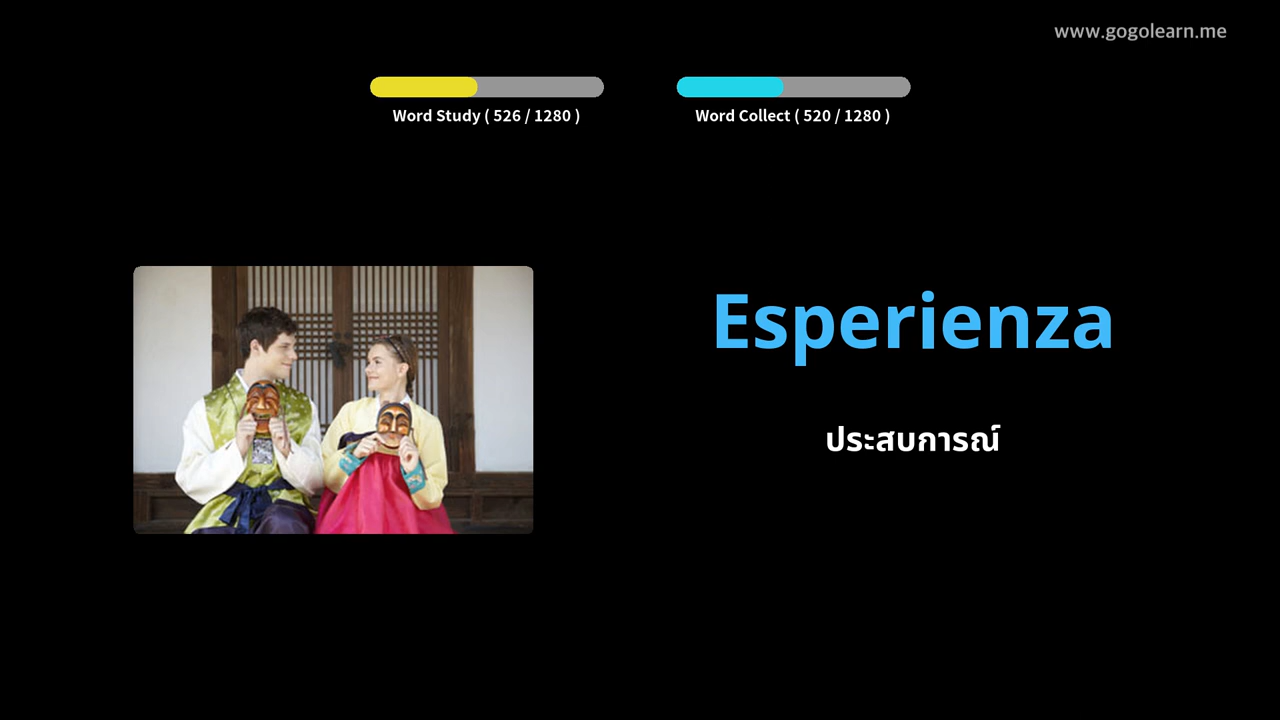 www.gogolearn.me
Word Study ( 526 / 1280 )
Word Collect ( 520 / 1280 )
Esperienza
ประสบการณ์